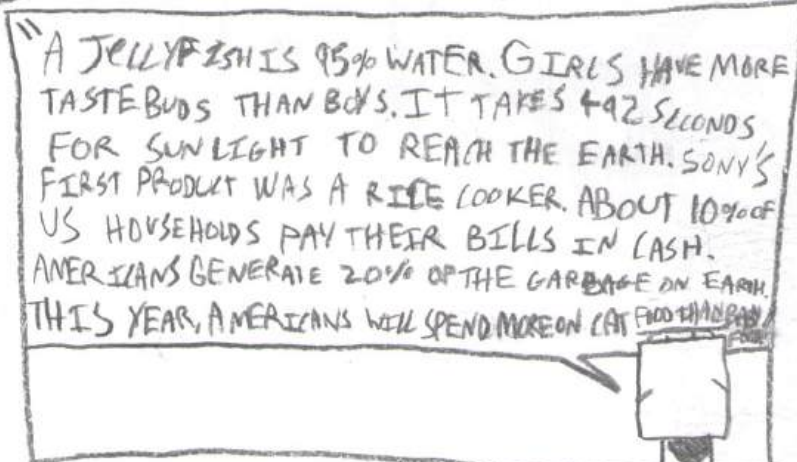 "A JELLYFISH IS 95% WATER. GIRLS HAVE MORE
TASTEBUDS THAN BOYS. IT TAKES 492 SECONDS
FOR SUNLIGHT TO REACH THE EARTH. SONY'S
FIRST PRODUCT WAS A RICE COOKER. ABOUT 10% OF
US HOUSEHOLDS PAY THEIR BILLS IN CASH.
AMERICANS GENERATE 20% OF THE GARBAGE ON EARTH.
THIS YEAR, AMERICANS WILL SPEND MORE ON CAT FOOD THAN BABY
FOOD